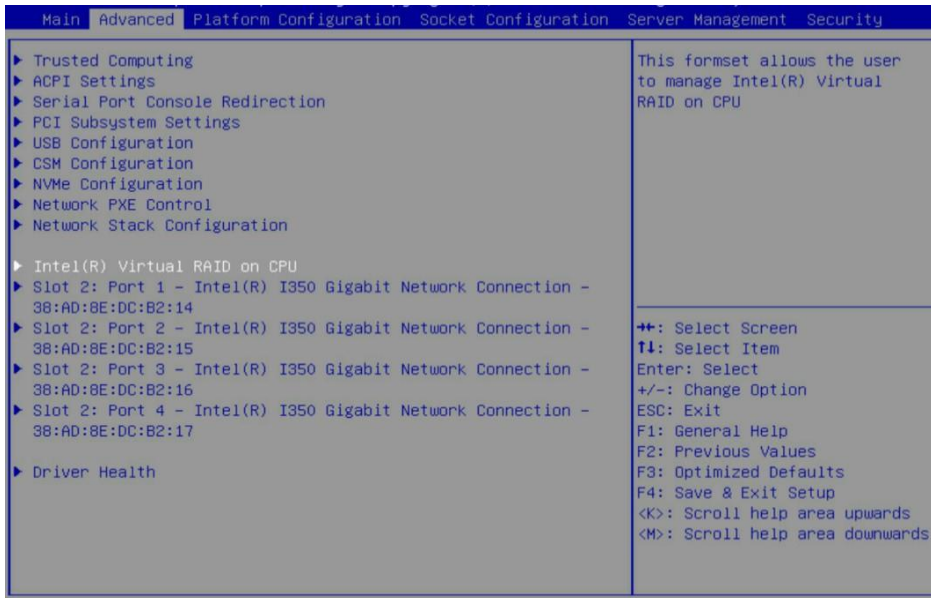 Main Advanced Platform Configuration Socket Configuration Server Management Security
Trusted Computing
ACPI Settings
Serial Port Console Redirection
PCI Subsystem Settings
USB Configuration
CSM Configuration
NVMe Configuration
Network PXE Control
Network Stack Configuration
Intel(R) Virtual RAID on CPU
Slot 2: Port 1 - Intel(R) I350 Gigabit Network Connection -
38:AD:8E:DC:B2:14
Slot 2: Port 2 - Intel(R) I350 Gigabit Network Connection -
38:AD:8E:DC:B2:15
Slot 2: Port 3 - Intel(R) I350 Gigabit Network Connection -
38:AD:8E:DC:B2:16
Slot 2: Port 4 - Intel(R) I350 Gigabit Network Connection -
38:AD:8E:DC:B2:17
Driver Health
This formset allows the user
to manage Intel(R) Virtual
RAID on CPU
→←: Select Screen
↑↓: Select Item
Enter: Select
+/-: Change Option
ESC: Exit
F1: General Help
F2: Previous Values
F3: Optimized Defaults
F4: Save & Exit Setup
<K>: Scroll help area upwards
<M>: Scroll help area downwards